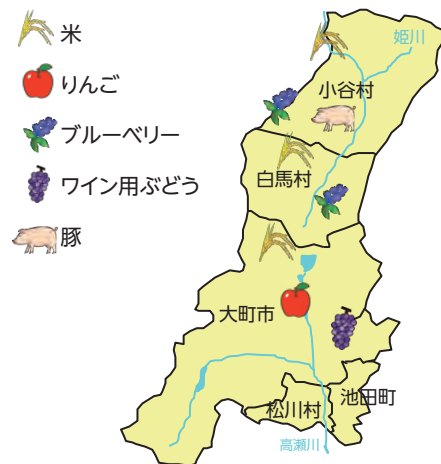 米
りんご
ブルーベリー
ワイン用ぶどう
豚
姫川
小谷村
白馬村
大町市
池田町
松川村
高瀬川